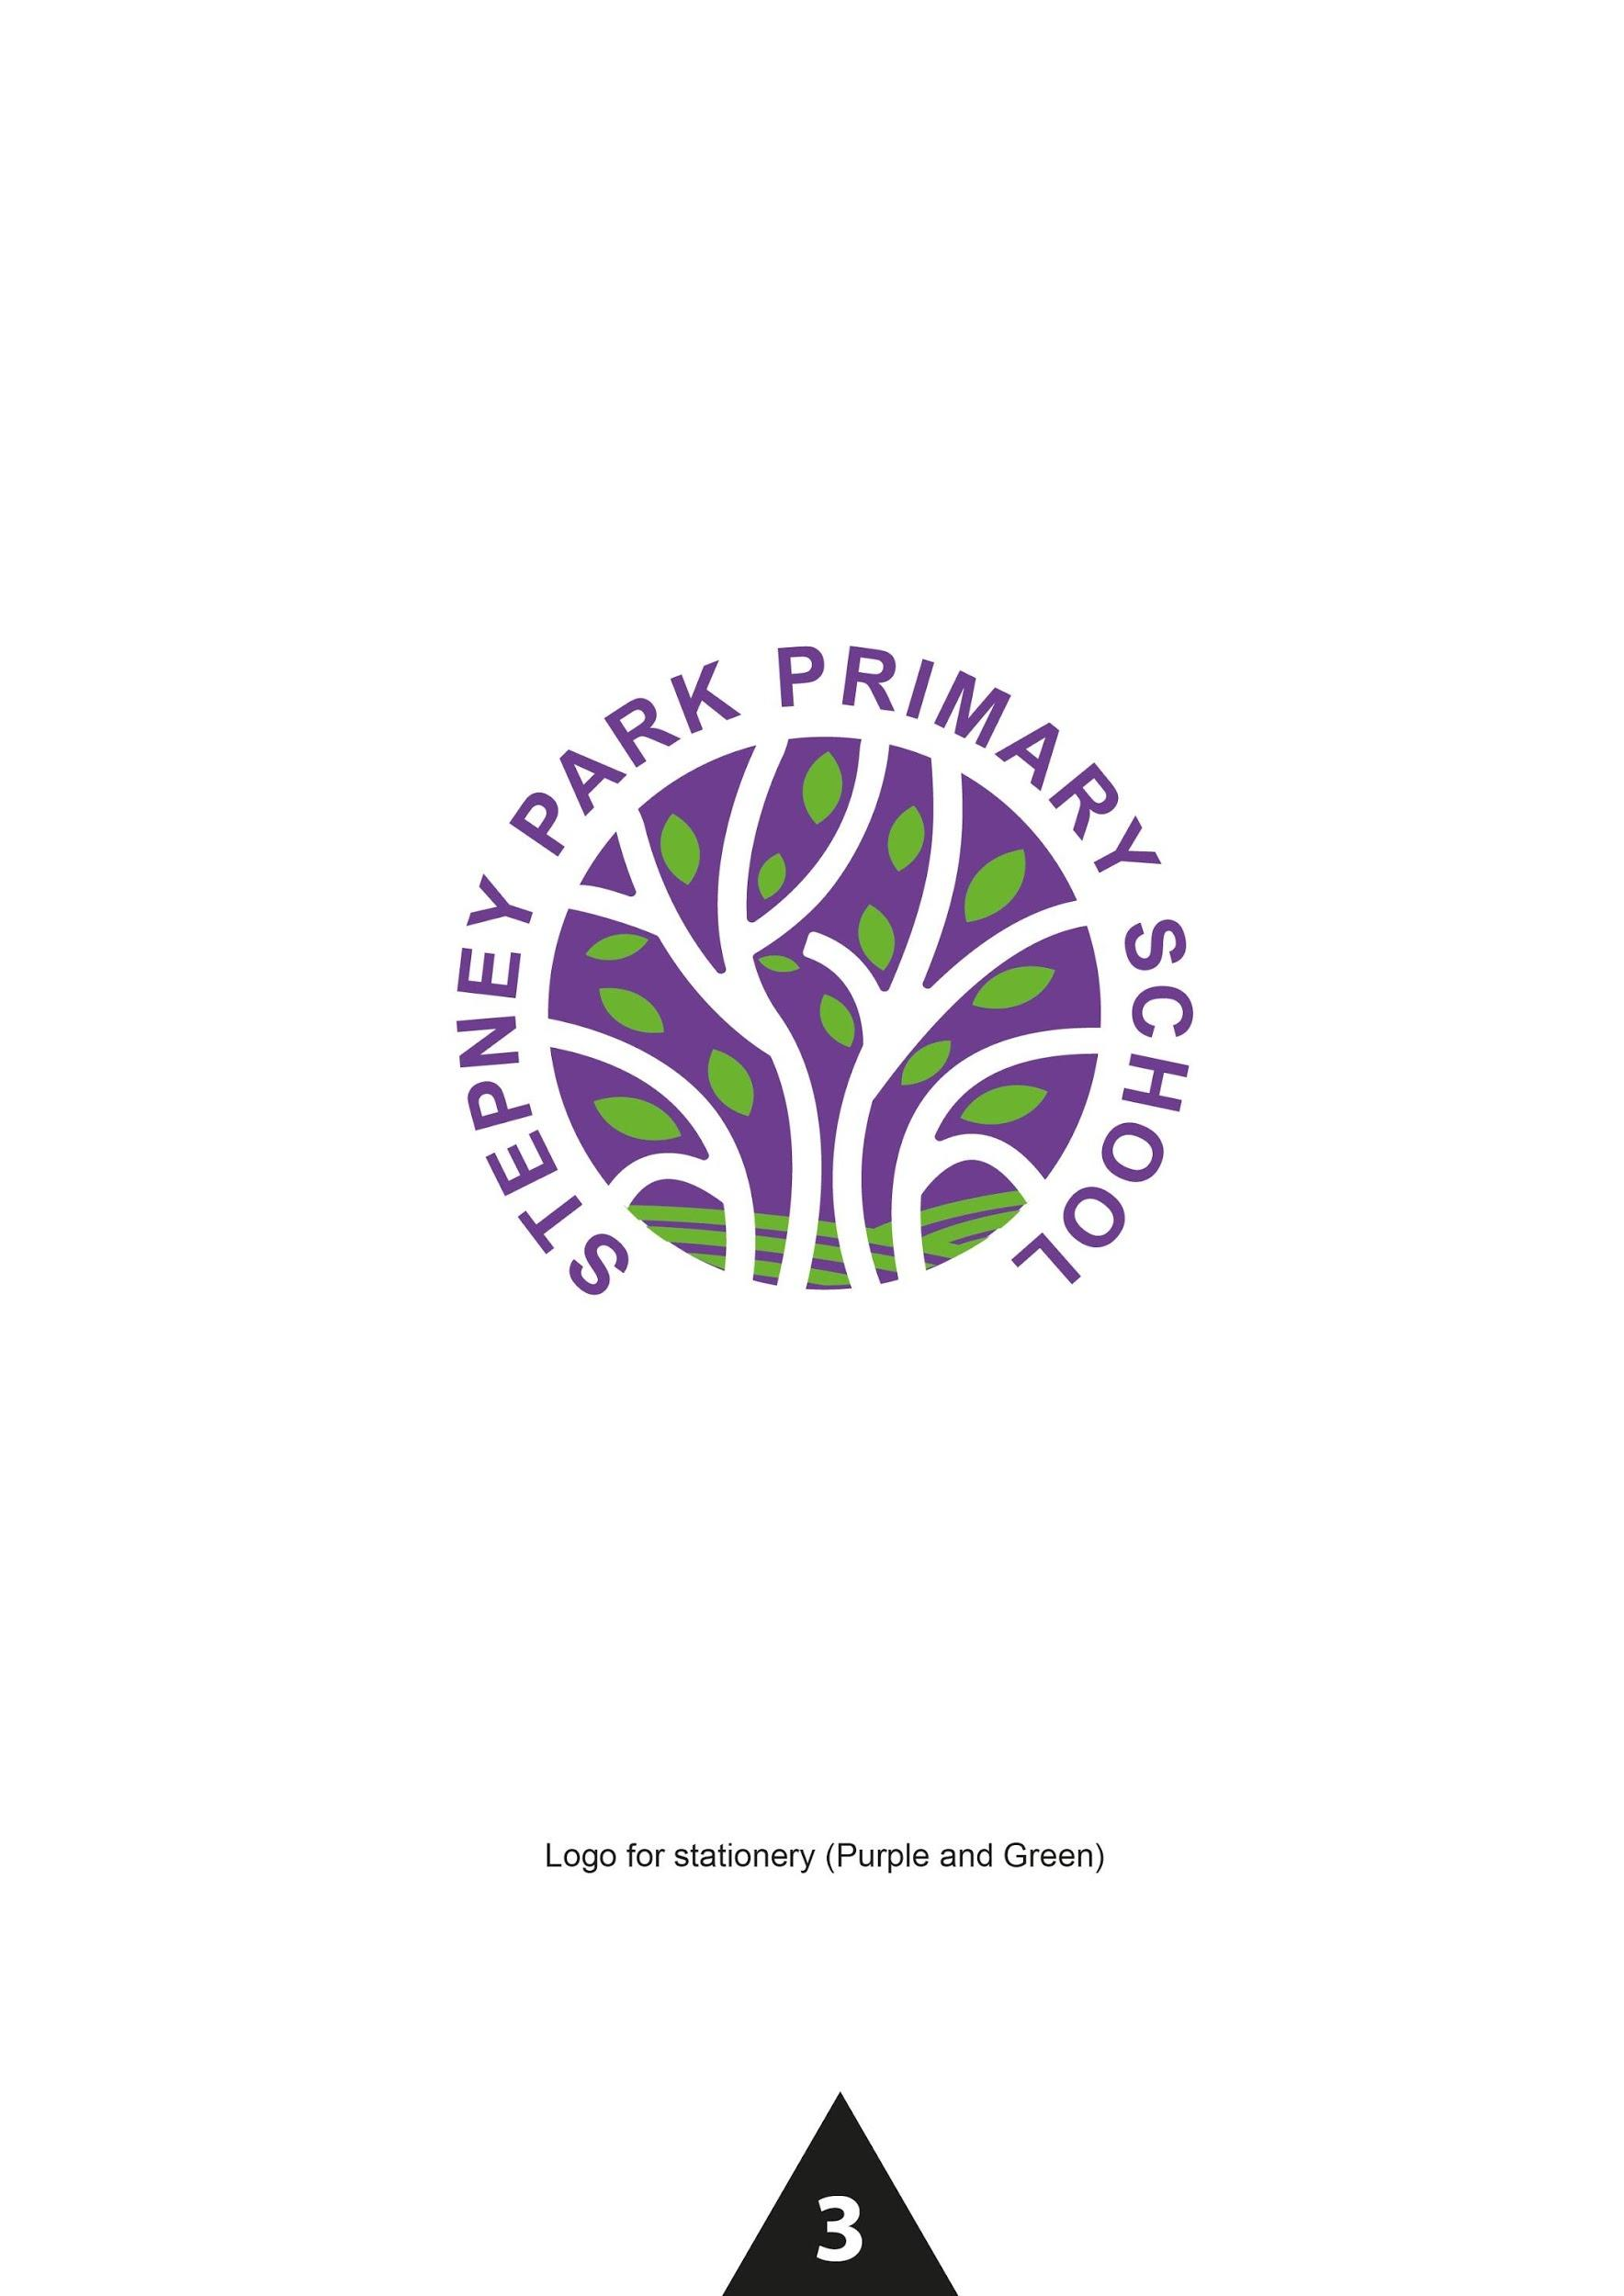 STEPNEY PARK PRIMARY SCHOOL
Logo for stationery (Purple and Green)
3